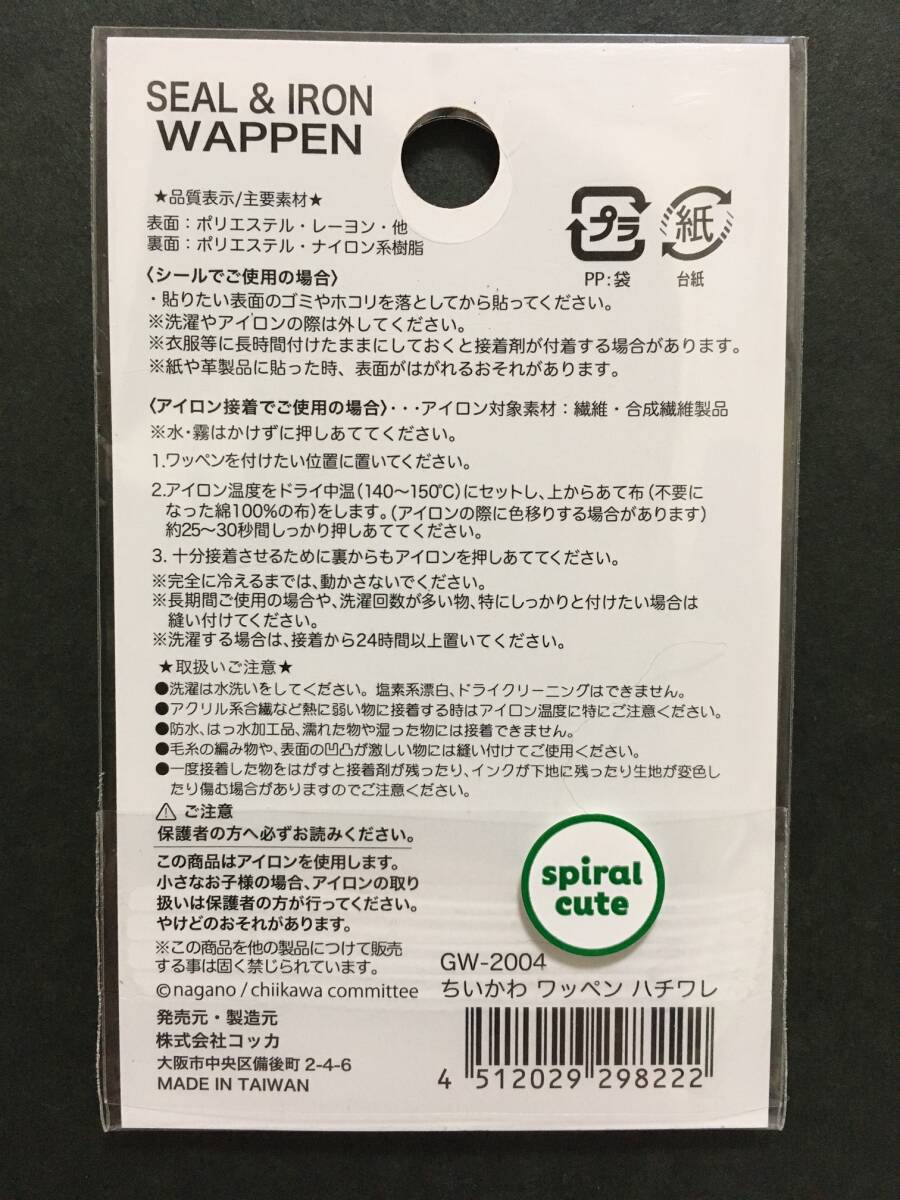 SEAL & IRON
WAPPEN
★品質表示/主要素材★
表面：ポリエステル・レーヨン・他
裏面：ポリエステル・ナイロン系樹脂
プラ
PP：袋
紙
台紙
〈シールでご使用の場合〉
・貼りたい表面のゴミやホコリを落としてから貼ってください。
※洗濯やアイロンの際は外してください。
※衣服等に長時間付けたままにしておくと接着剤が付着する場合があります。
※紙や革製品に貼った時、表面がはがれるおそれがあります。
〈アイロン接着でご使用の場合〉・・・アイロン対象素材：繊維・合成繊維製品
※水・霧はかけずに押しあててください。
1.ワッペンを付けたい位置に置いてください。
2.アイロン温度をドライ中温(140～150℃)にセットし、上からあて布(不要に
なった綿100%の布)をします。(アイロンの際に色移りする場合があります)
約25～30秒間しっかり押しあててください。
3. 十分接着させるために裏からもアイロンを押しあててください。
※完全に冷えるまでは、動かさないでください。
※長期間ご使用の場合や、洗濯回数が多い物、特にしっかりと付けたい場合は
縫い付けてください。
※洗濯する場合は、接着から24時間以上置いてください。
★取扱いご注意★
●洗濯は水洗いをしてください。塩素系漂白、ドライクリーニングはできません。
●アクリル系合繊など熱に弱い物に接着する時はアイロン温度に特にご注意ください。
●防水、はっ水加工品、濡れた物や湿った物には接着できません。
●毛糸の編み物や、表面の凹凸が激しい物には縫い付けてご使用ください。
●一度接着した物をはがすと接着剤が残ったり、インクが下地に残ったり生地が変色し
たり傷む場合がありますのでご注意ください。
⚠ ご注意
保護者の方へ必ずお読みください。
この商品はアイロンを使用します。
小さなお子様の場合、アイロンの取り
扱いは保護者の方が行ってください。
やけどのおそれがあります。
※この商品を他の製品につけて販売
する事は固く禁じられています。
©nagano / chiikawa committee
発売元・製造元
株式会社コッカ
大阪市中央区備後町 2-4-6
MADE IN TAIWAN
spiral
cute
GW-2004
ちいかわ ワッペン ハチワレ
4 512029 298222